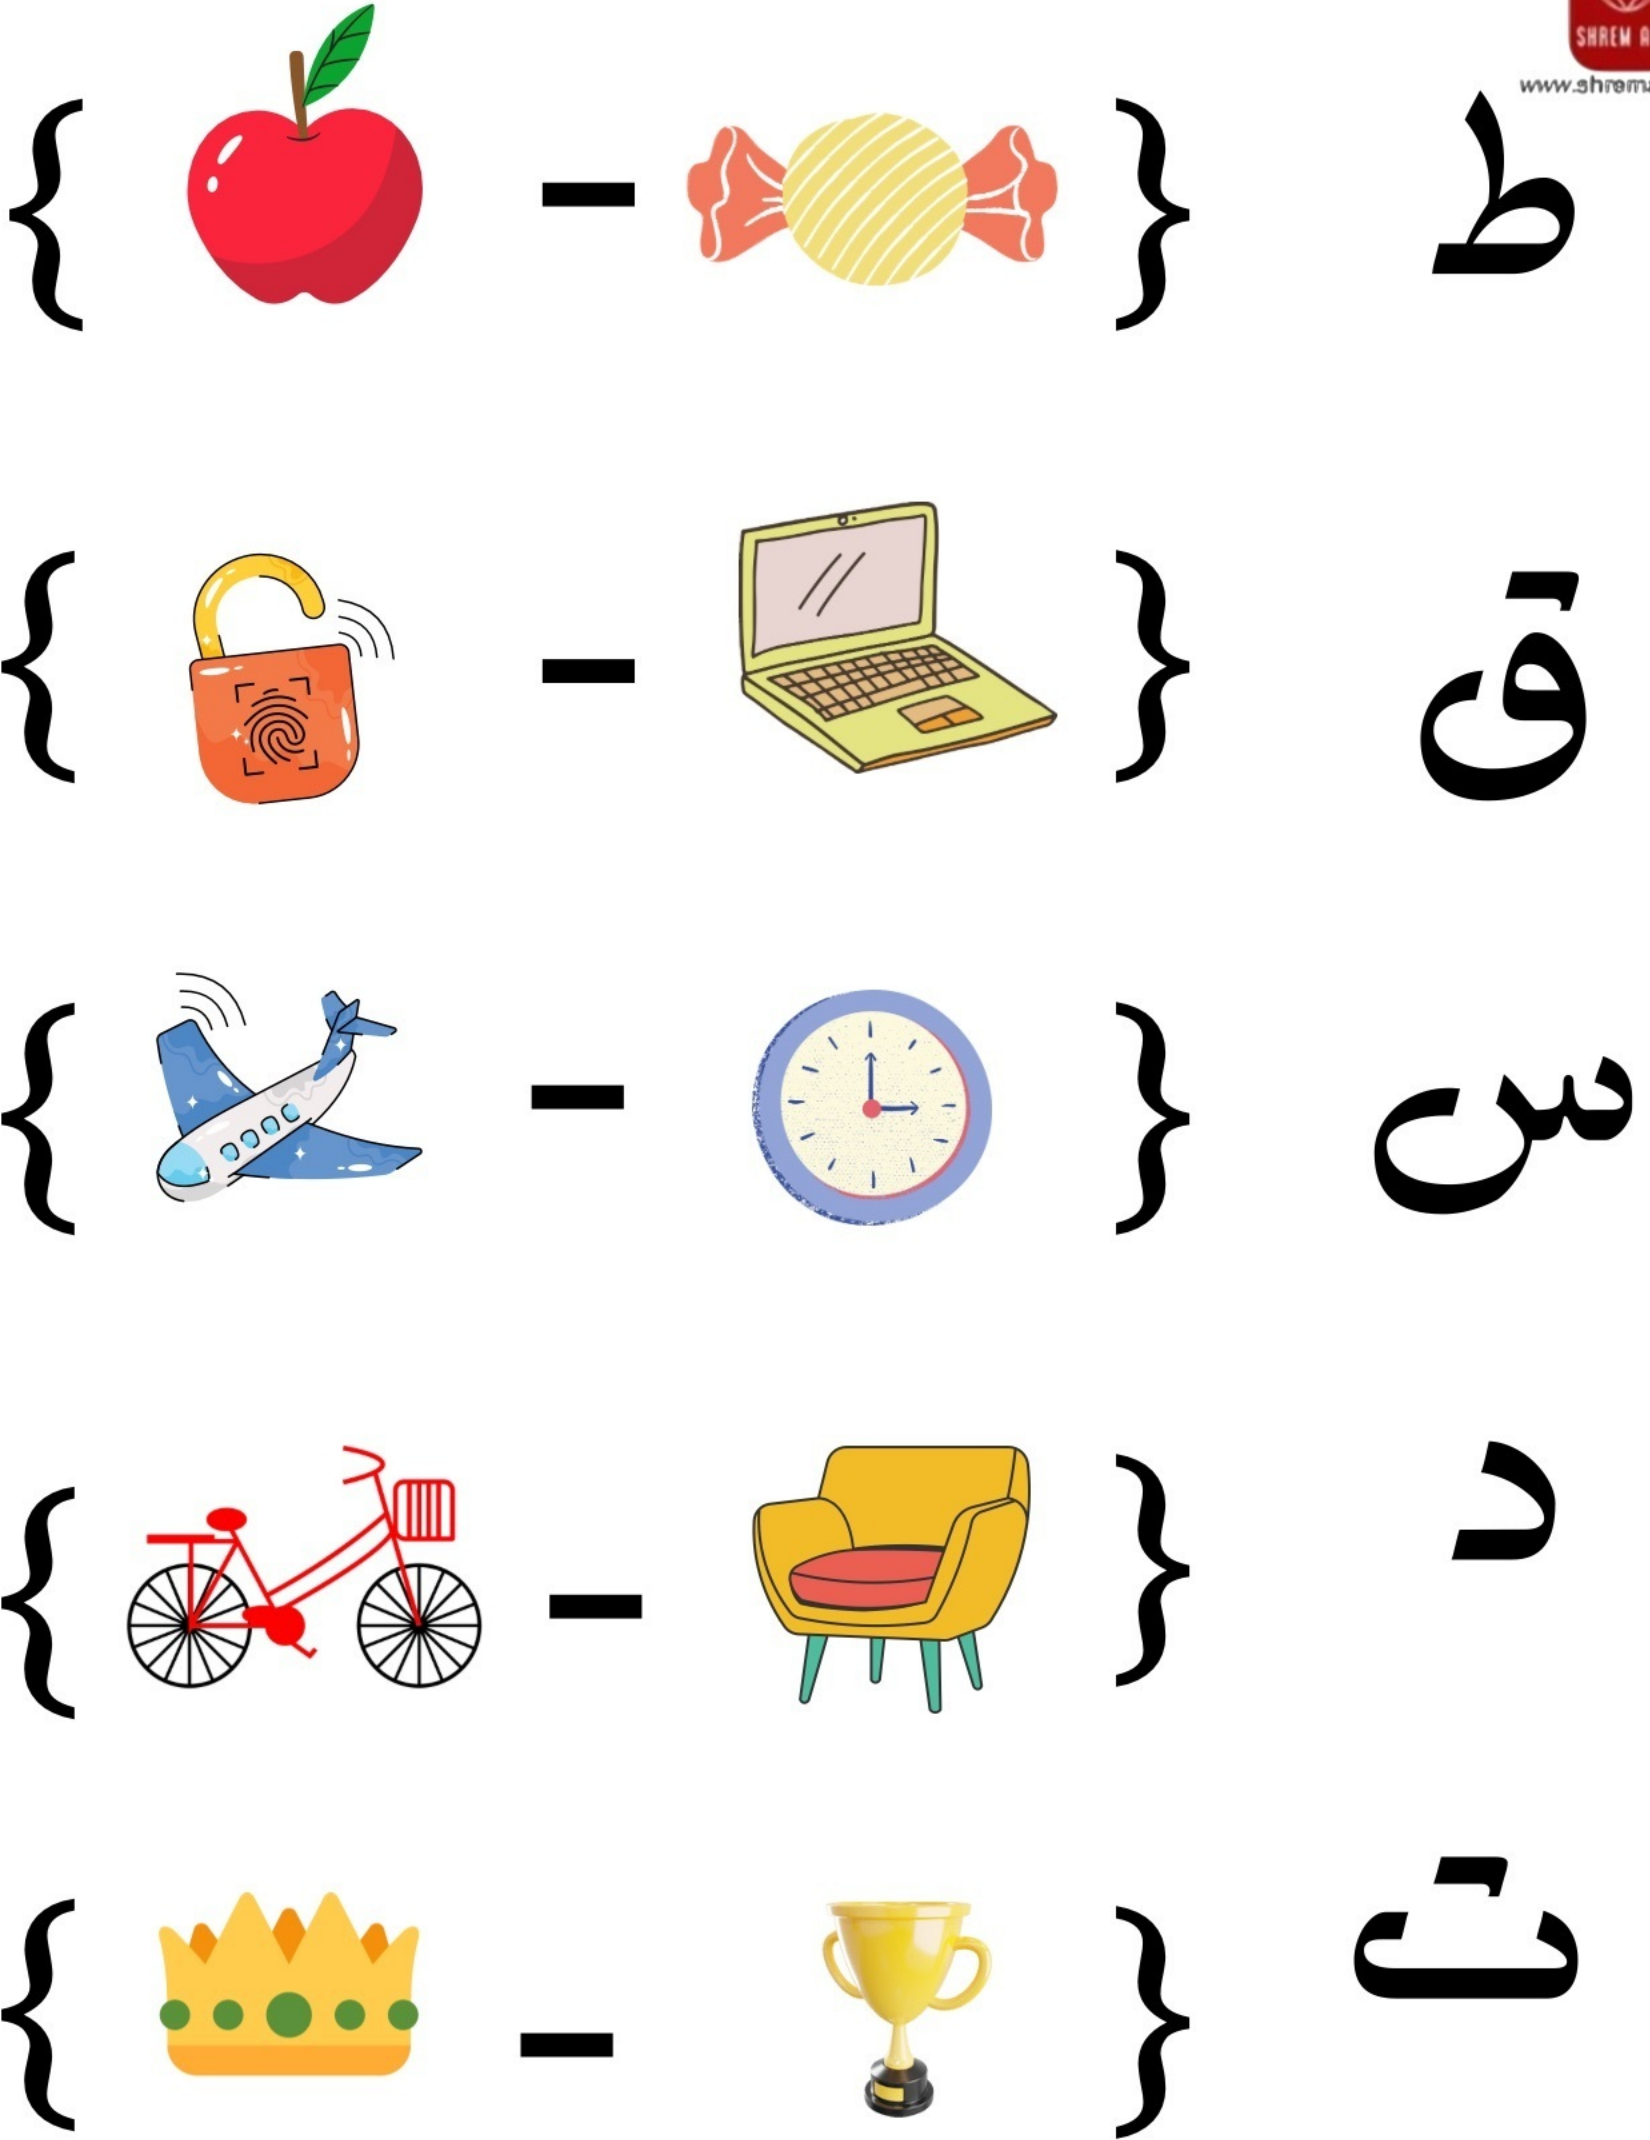 SHREM A
www.shrema
ط { – }
ق { – }
س { – }
د { – }
ت { – }